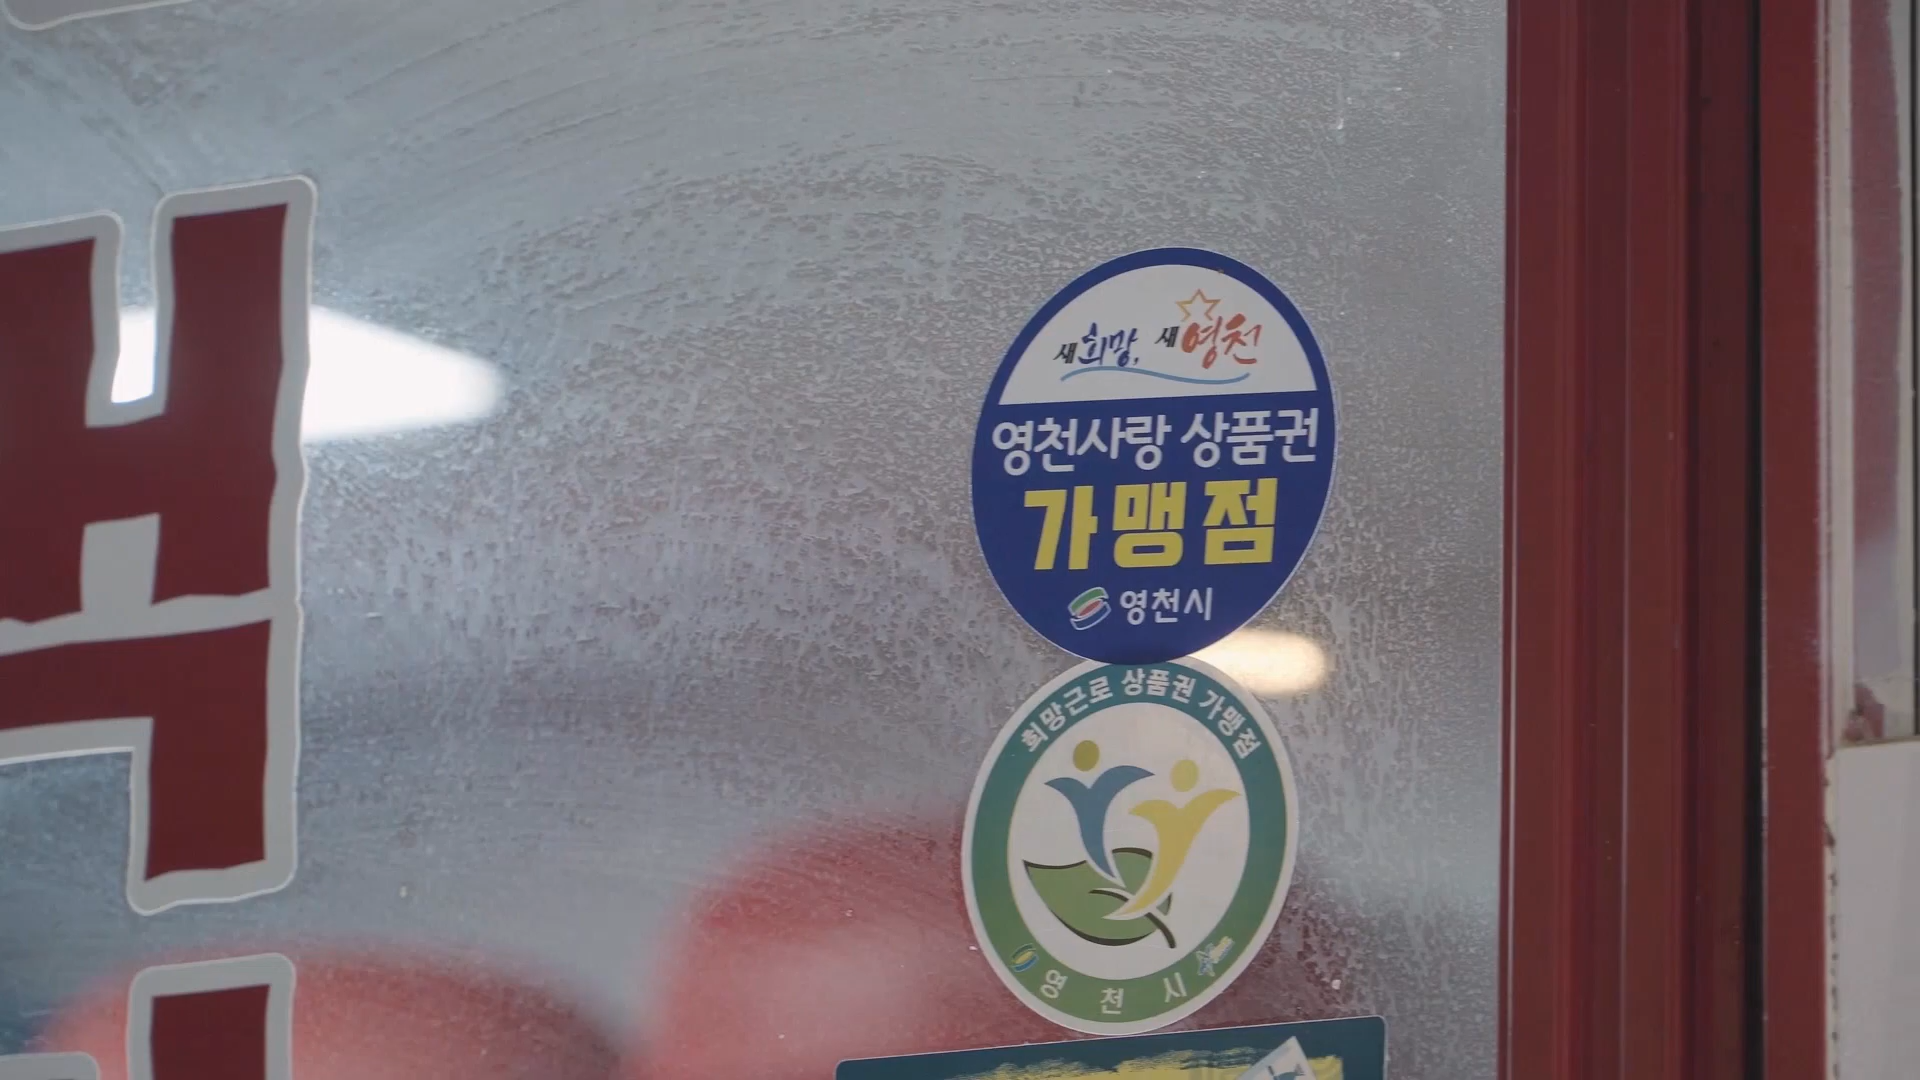 새희망, 새영천
영천사랑 상품권
가맹점
영천시
희망근로 상품권 가맹점
영천시